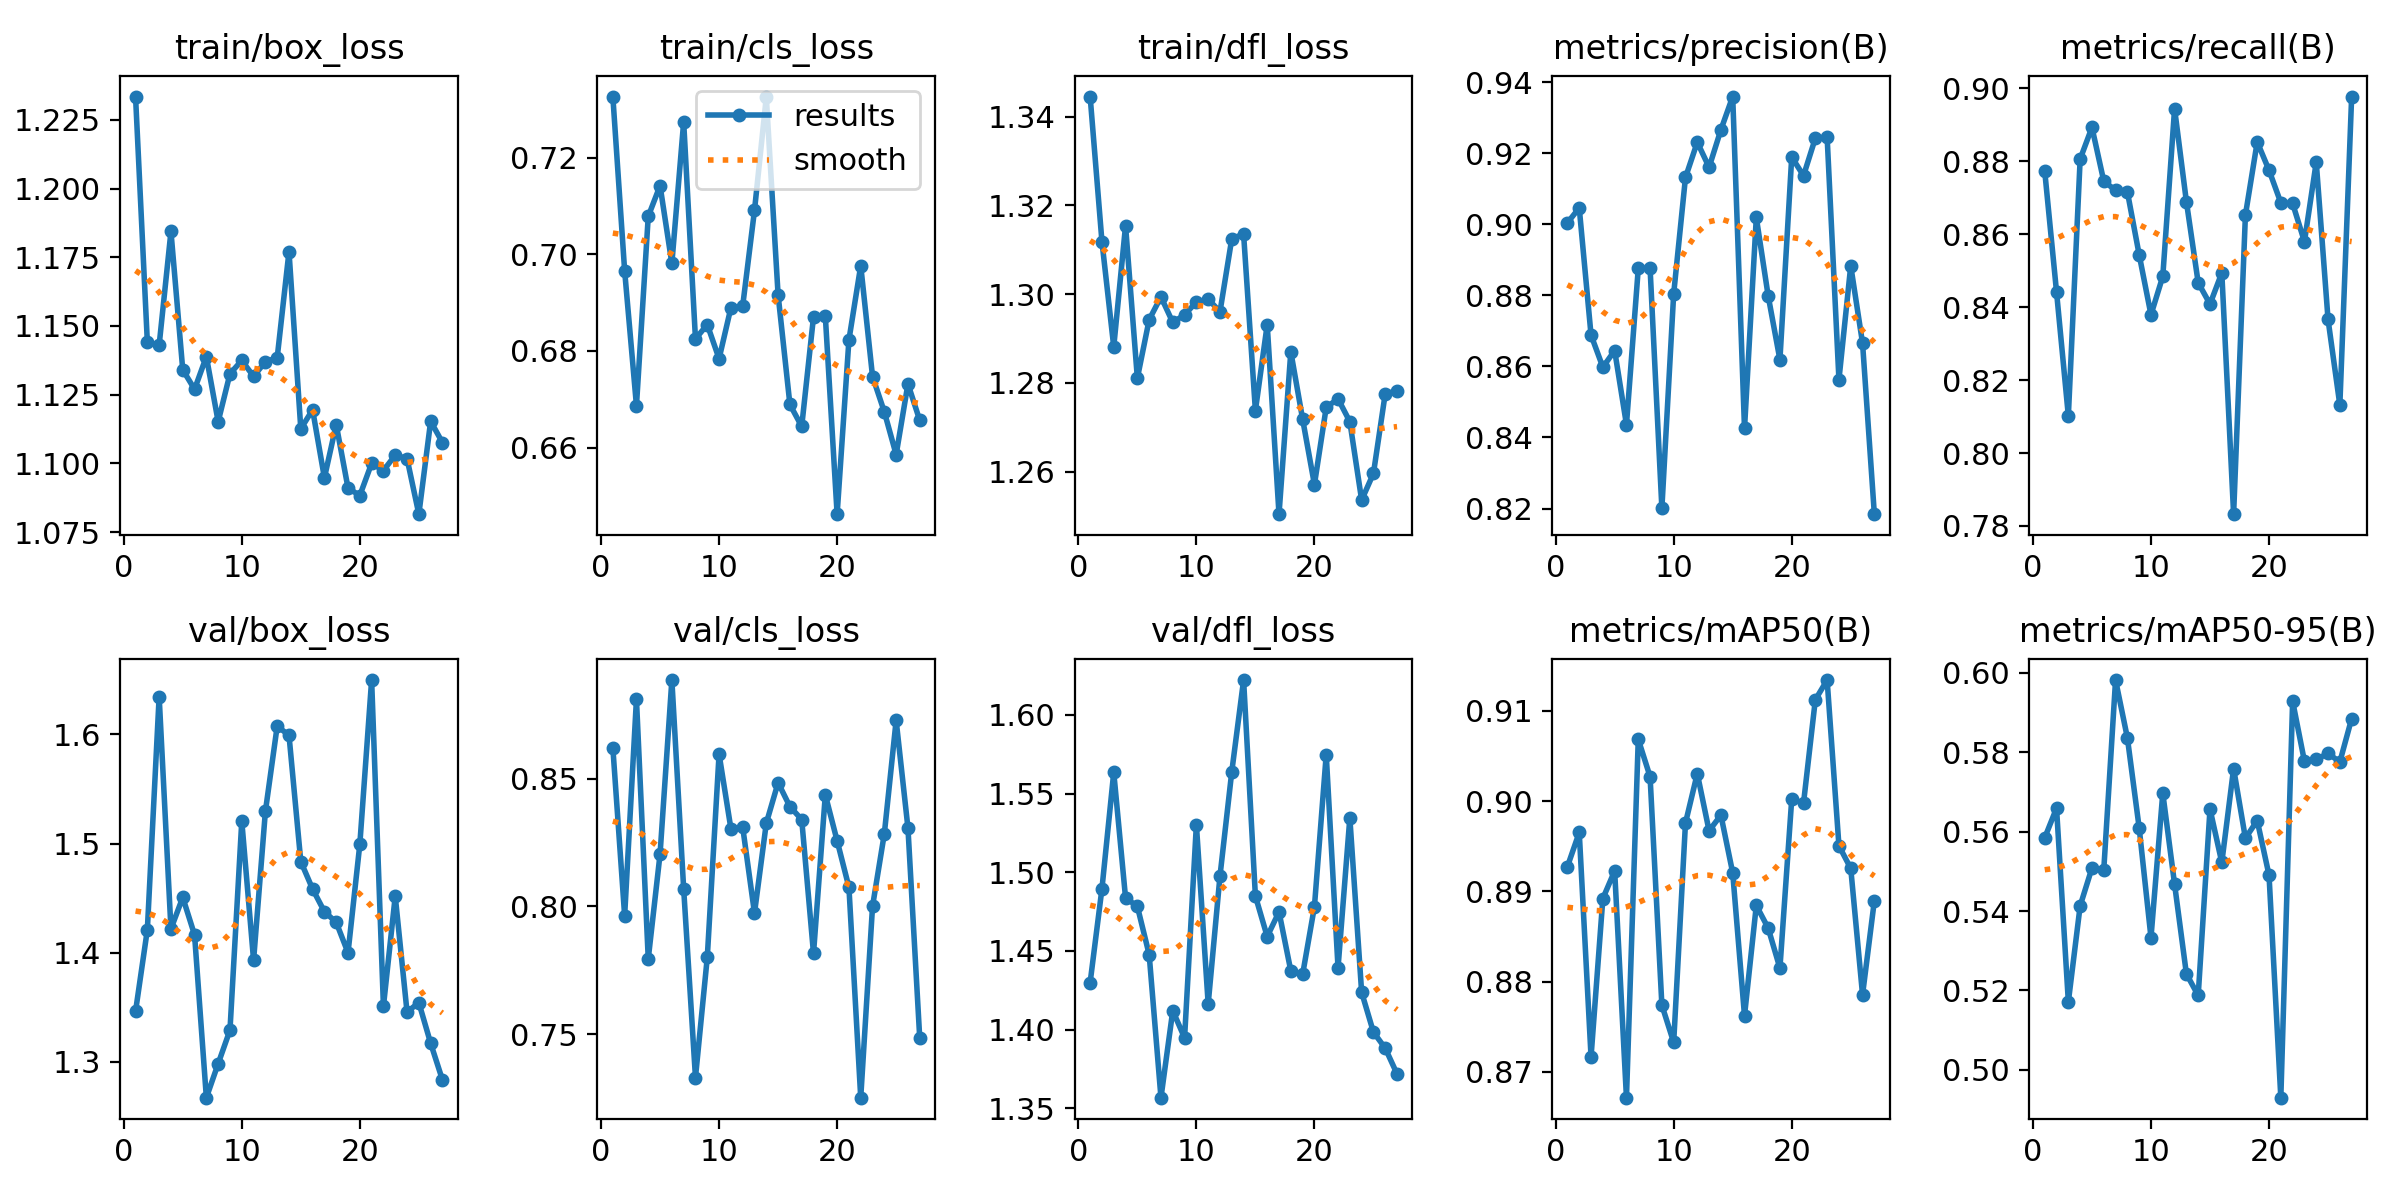 train/box_loss
1.225
1.200
1.175
1.150
1.125
1.100
1.075
0 10 20
train/cls_loss
results
smooth
0.72
0.70
0.68
0.66
0 10 20
train/dfl_loss
1.34
1.32
1.30
1.28
1.26
0 10 20
metrics/precision(B)
0.94
0.92
0.90
0.88
0.86
0.84
0.82
0 10 20
metrics/recall(B)
0.90
0.88
0.86
0.84
0.82
0.80
0.78
0 10 20
val/box_loss
1.6
1.5
1.4
1.3
0 10 20
val/cls_loss
0.85
0.80
0.75
0 10 20
val/dfl_loss
1.60
1.55
1.50
1.45
1.40
1.35
0 10 20
metrics/mAP50(B)
0.91
0.90
0.89
0.88
0.87
0 10 20
metrics/mAP50-95(B)
0.60
0.58
0.56
0.54
0.52
0.50
0 10 20